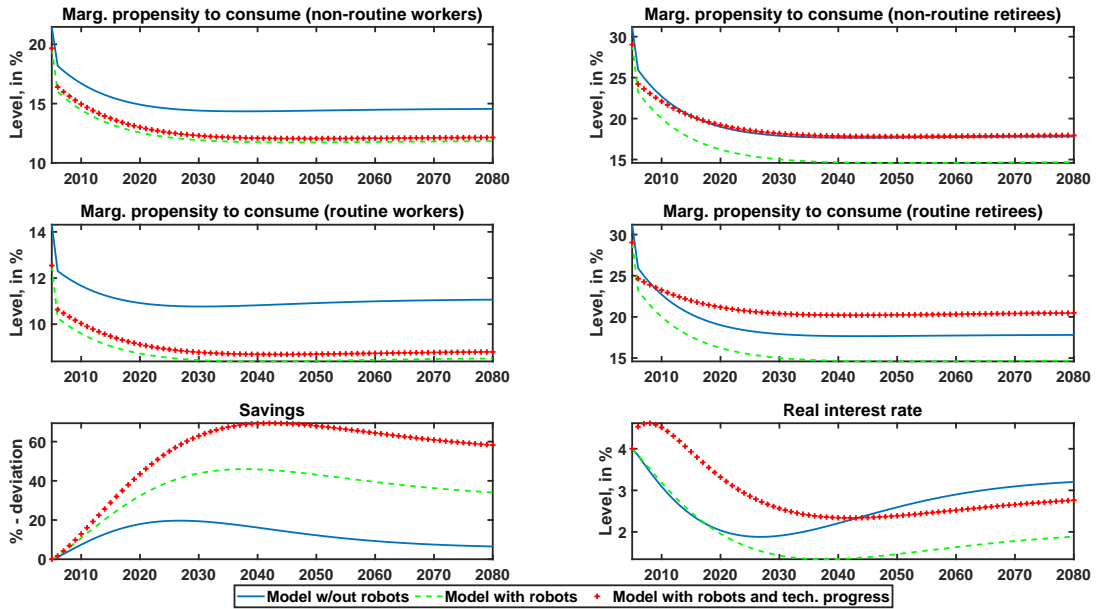 Marg. propensity to consume (non-routine workers)
Level, in %
20
15
10
2010 2020 2030 2040 2050 2060 2070 2080
Marg. propensity to consume (non-routine retirees)
Level, in %
30
25
20
15
2010 2020 2030 2040 2050 2060 2070 2080
Marg. propensity to consume (routine workers)
Level, in %
14
12
10
2010 2020 2030 2040 2050 2060 2070 2080
Marg. propensity to consume (routine retirees)
Level, in %
30
25
20
15
2010 2020 2030 2040 2050 2060 2070 2080
Savings
% - deviation
60
40
20
0
2010 2020 2030 2040 2050 2060 2070 2080
Real interest rate
Level, in %
4
3
2
2010 2020 2030 2040 2050 2060 2070 2080
Model w/out robots Model with robots Model with robots and tech. progress